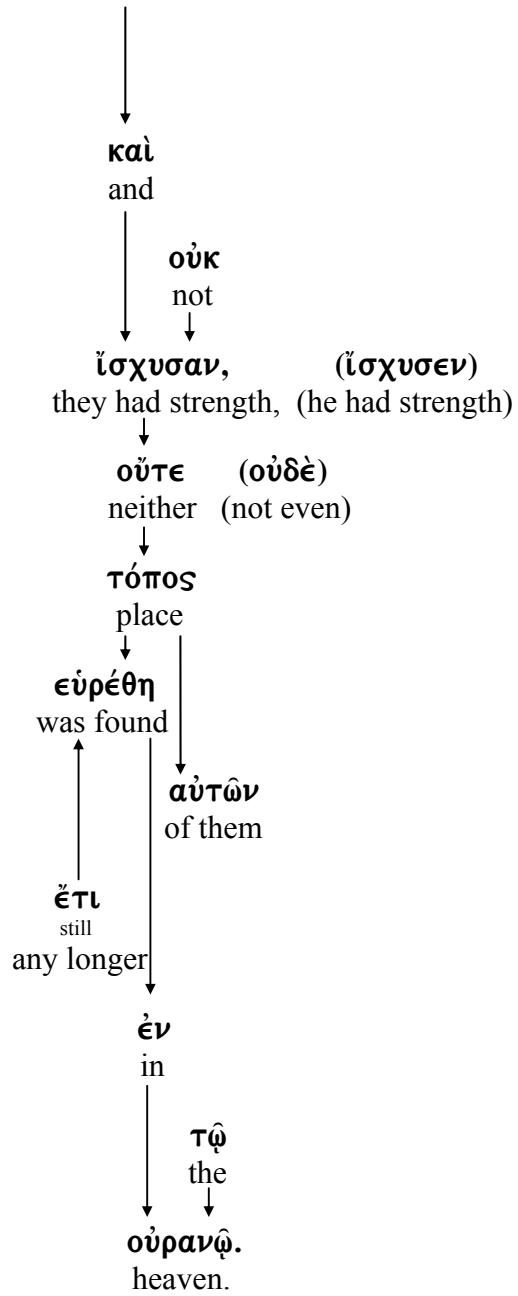 καὶ
and
οὐκ
not
ἴσχυσαν, (ἴσχυσεν)
they had strength, (he had strength)
οὔτε (οὐδὲ)
neither (not even)
τόπος
place
εὑρέθη
was found
αὐτῶν
of them
ἔτι
still
any longer
ἐν
in
τῷ
the
οὐρανῷ.
heaven.